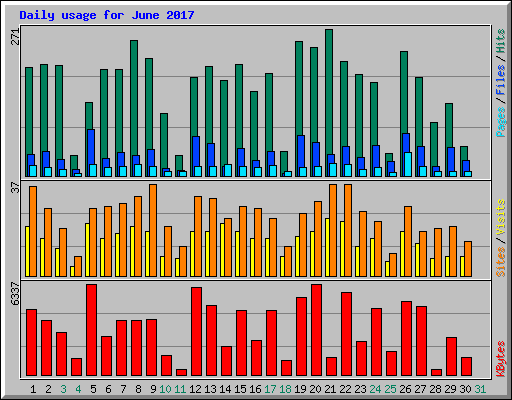 Daily usage for June 2017
271
Pages / Files / Hits
37
Sites / Visits
6337
KBytes
1 2 3 4 5 6 7 8 9 10 11 12 13 14 15 16 17 18 19 20 21 22 23 24 25 26 27 28 29 30 31